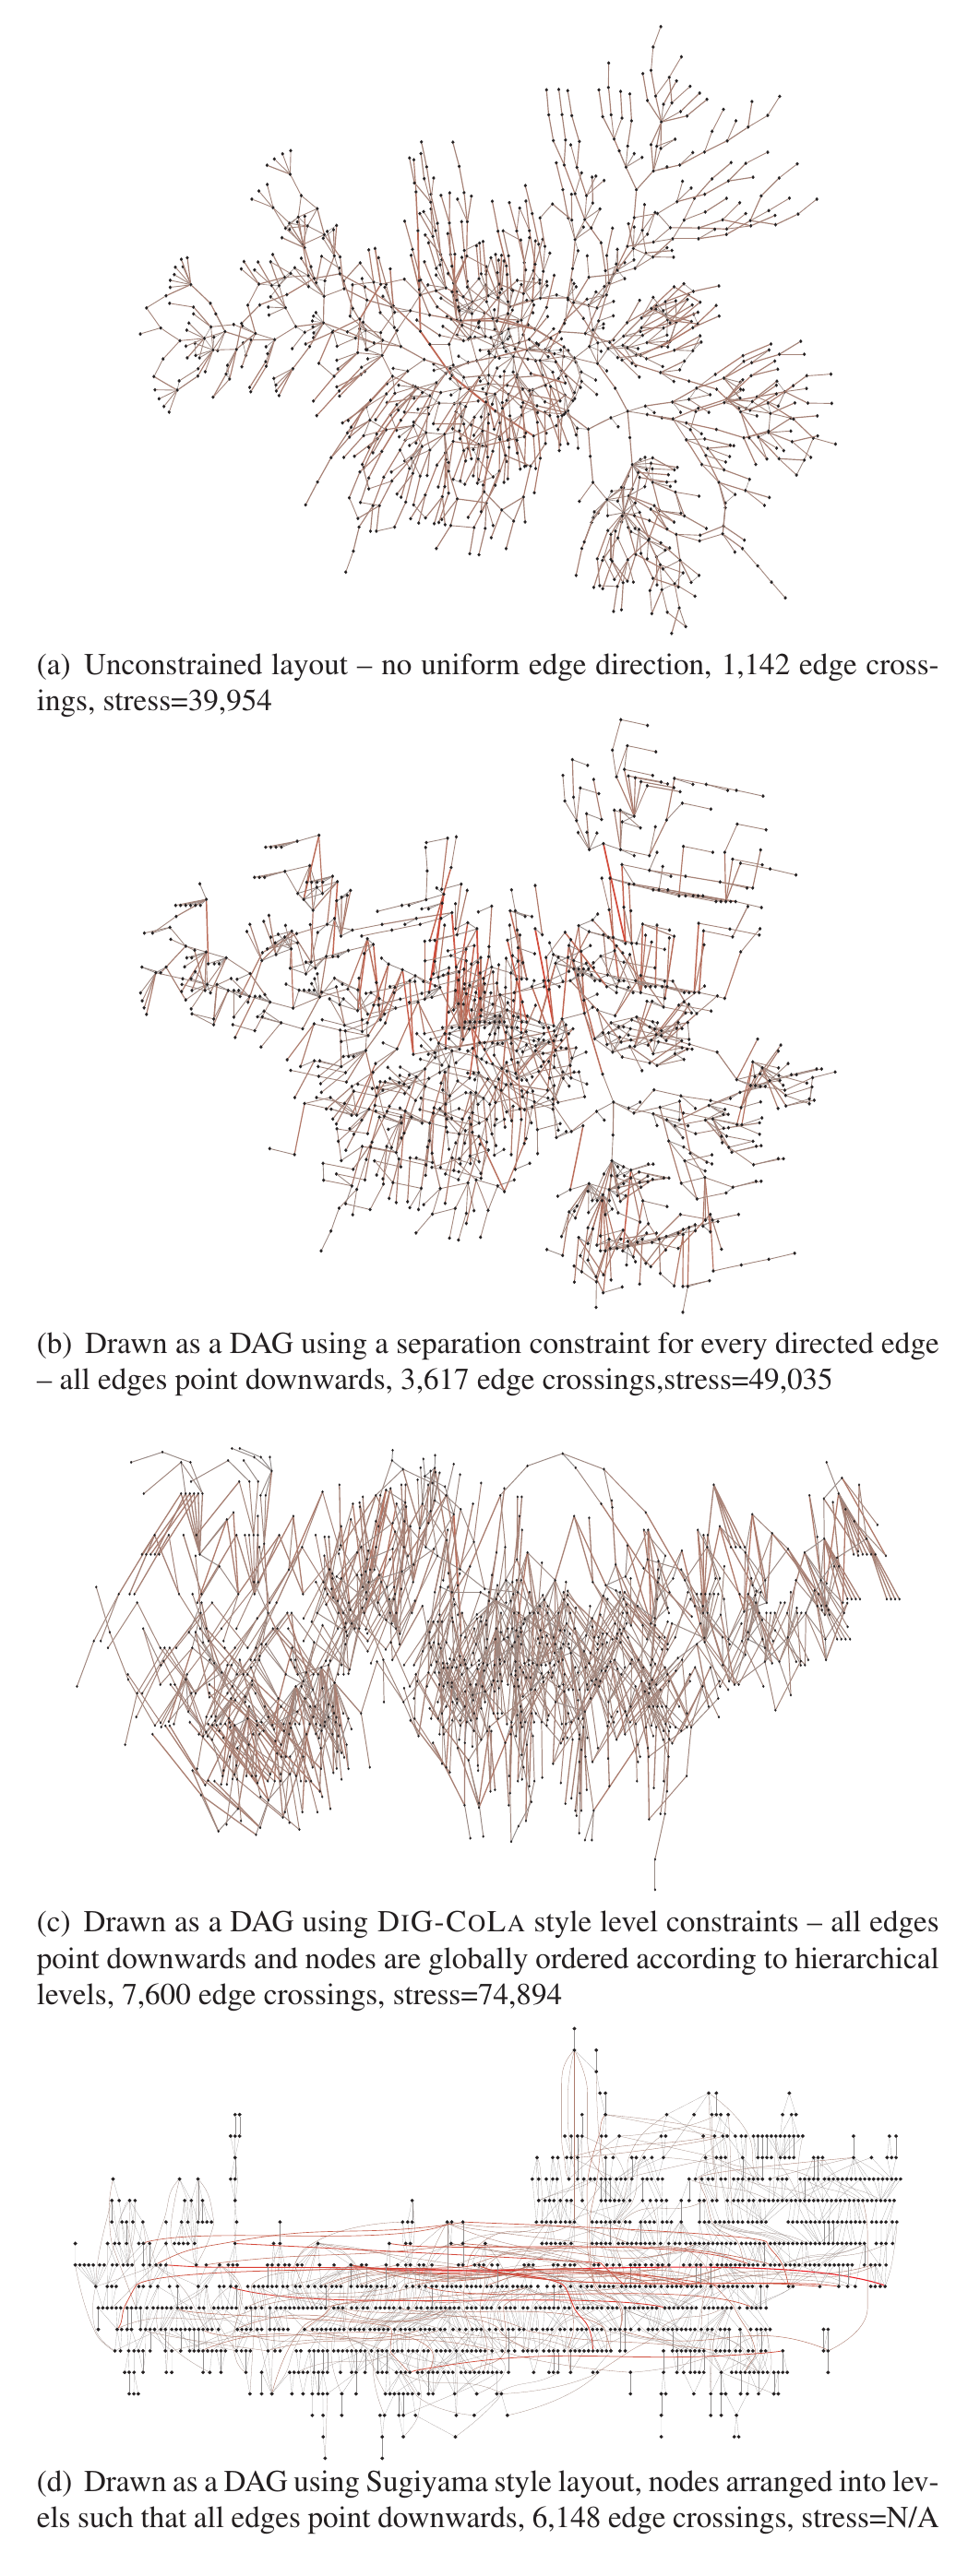 (a) Unconstrained layout – no uniform edge direction, 1,142 edge cross-
ings, stress=39,954
(b) Drawn as a DAG using a separation constraint for every directed edge
– all edges point downwards, 3,617 edge crossings,stress=49,035
(c) Drawn as a DAG using DIG-COLA style level constraints – all edges
point downwards and nodes are globally ordered according to hierarchical
levels, 7,600 edge crossings, stress=74,894
(d) Drawn as a DAG using Sugiyama style layout, nodes arranged into lev-
els such that all edges point downwards, 6,148 edge crossings, stress=N/A